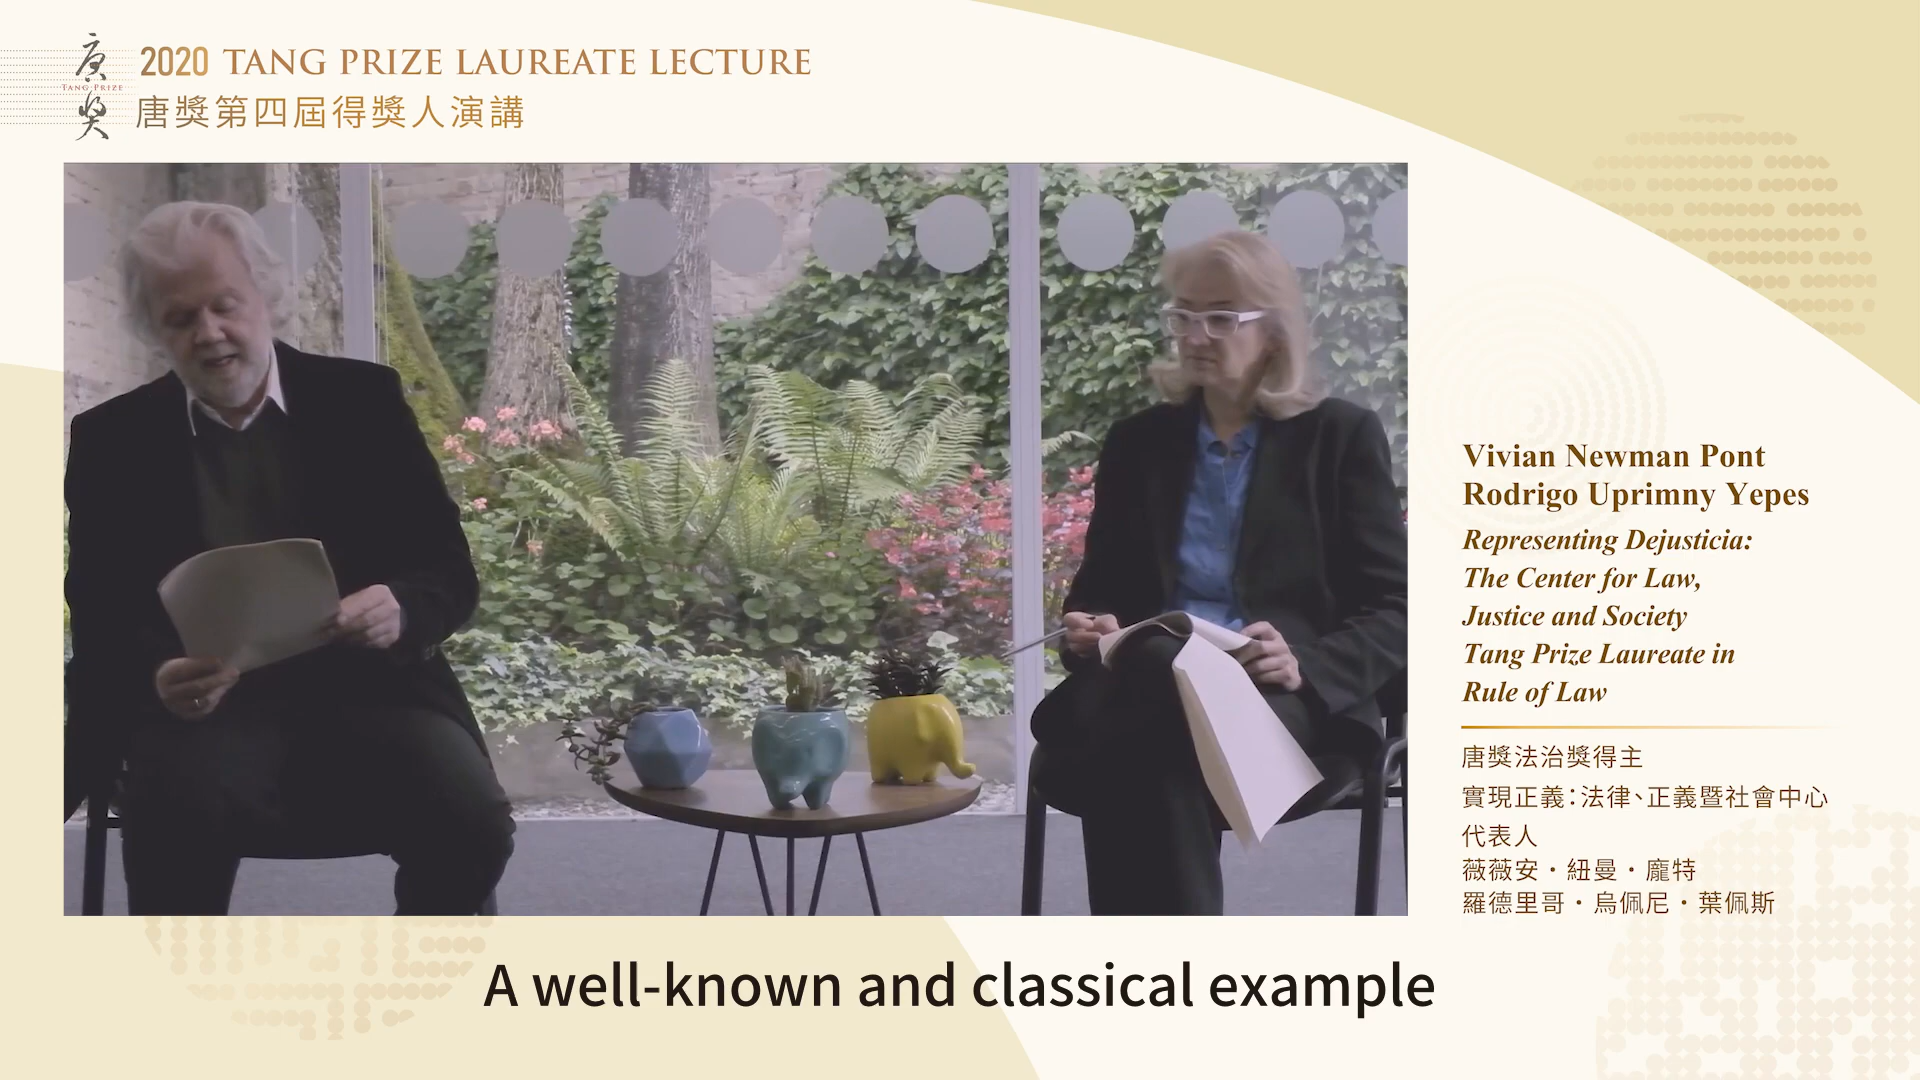 唐獎
TANG PRIZE
2020 TANG PRIZE LAUREATE LECTURE
唐獎第四屆得獎人演講
Vivian Newman Pont
Rodrigo Uprimny Yepes
Representing Dejusticia:
The Center for Law,
Justice and Society
Tang Prize Laureate in
Rule of Law
唐獎法治獎得主
實現正義：法律、正義暨社會中心
代表人
薇薇安・紐曼・龐特
羅德里哥・烏佩尼・葉佩斯
A well-known and classical example